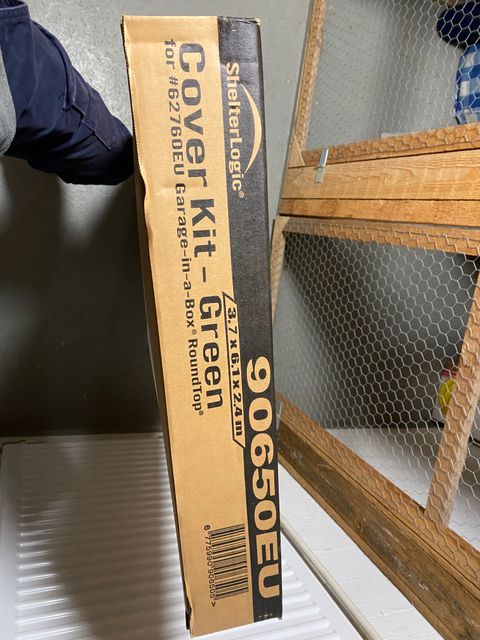 ShelterLogic®
90650EU
3.7 x 6.1 x 2.4 m
Cover Kit - Green
for #62760EU Garage-in-a-Box® RoundTop®